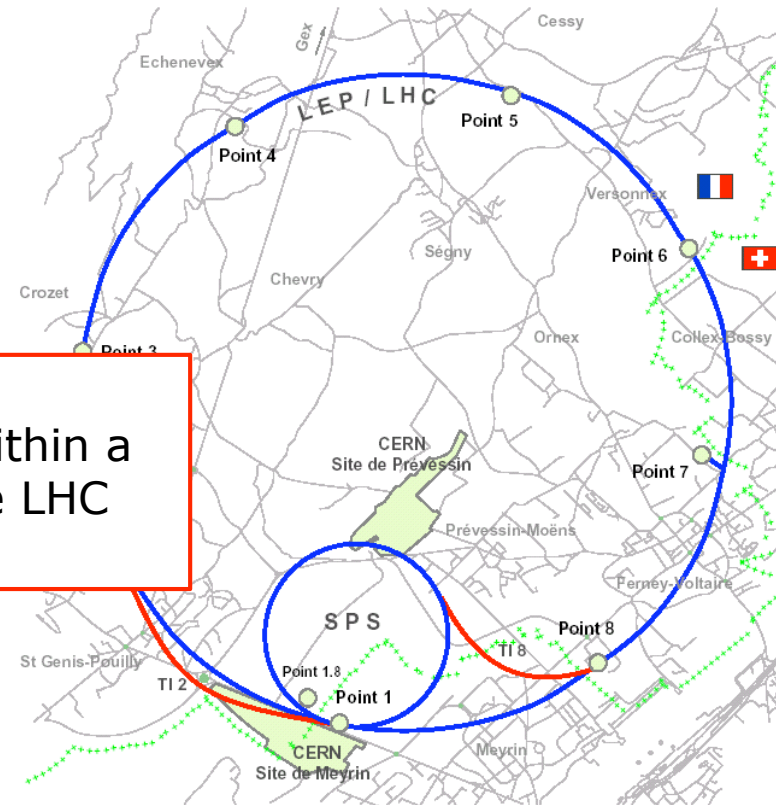 Cessy
Gex
Echenevex
LEP / LHC
Point 5
Point 4
Versonnex
Point 6
Ségny
Chevry
Crozet
Ornex
Collex-Bossy
Point 3
ithin a
LHC
CERN
Site de Prévessin
Point 7
Prévessin-Moëns
Ferney-Voltaire
SPS
Point 8
TI 8
St Genis-Pouilly
Point 1.8
TI 2
Point 1
CERN
Meyrin
Site de Meyrin